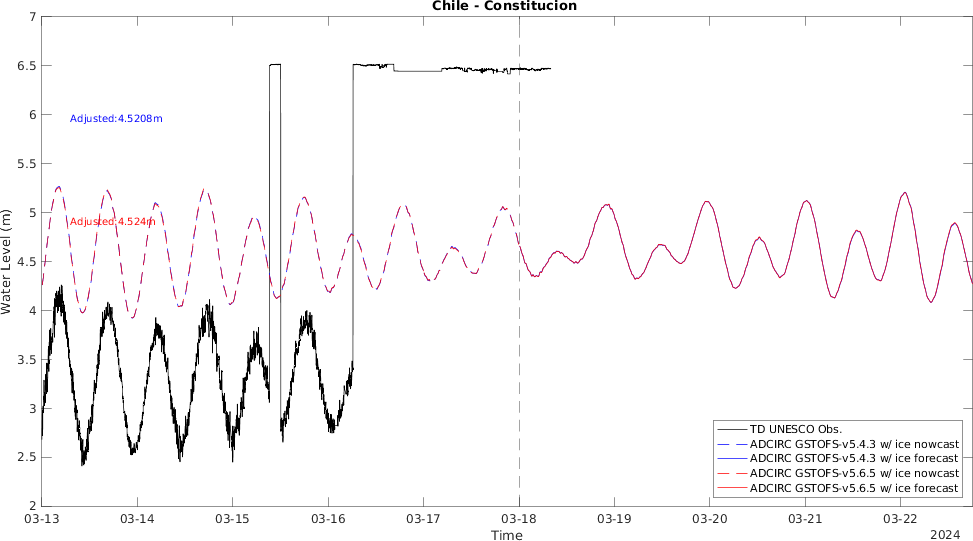 Chile - Constitucion
7
6.5
6
5.5
5
4.5
4
3.5
3
2.5
2
Water Level (m)
Adjusted:4.5208m
Adjusted:4.524m
TD UNESCO Obs.
ADCIRC GSTOFS-v5.4.3 w/ ice nowcast
ADCIRC GSTOFS-v5.4.3 w/ ice forecast
ADCIRC GSTOFS-v5.6.5 w/ ice nowcast
ADCIRC GSTOFS-v5.6.5 w/ ice forecast
03-13 03-14 03-15 03-16 03-17 03-18 03-19 03-20 03-21 03-22
Time
2024